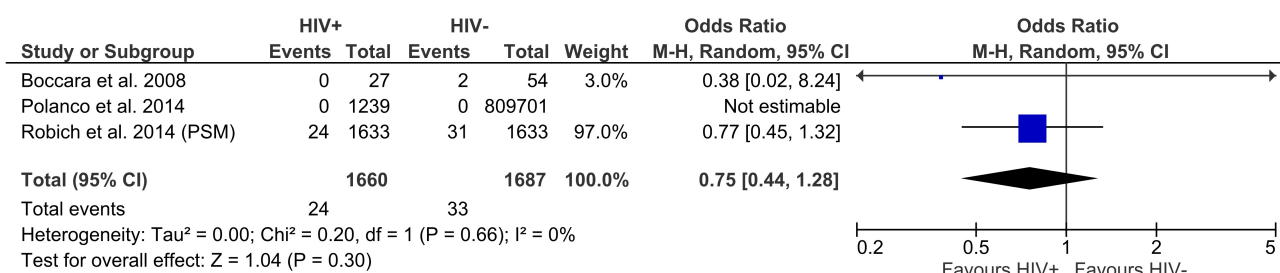 HIV+ HIV- Odds Ratio Odds Ratio
Study or Subgroup Events Total Events Total Weight M-H, Random, 95% CI M-H, Random, 95% CI
Boccara et al. 2008 0 27 2 54 3.0% 0.38 [0.02, 8.24]
Polanco et al. 2014 0 1239 0 809701 Not estimable
Robich et al. 2014 (PSM) 24 1633 31 1633 97.0% 0.77 [0.45, 1.32]
Total (95% CI) 1660 1687 100.0% 0.75 [0.44, 1.28]
Total events 24 33
Heterogeneity: Tau² = 0.00; Chi² = 0.20, df = 1 (P = 0.66); I² = 0%
Test for overall effect: Z = 1.04 (P = 0.30)
0.2 0.5 1 2 5
Favours HIV+ Favours HIV-